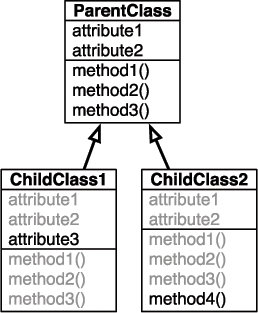 ParentClass
attribute1
attribute2
method1()
method2()
method3()
ChildClass1
attribute1
attribute2
attribute3
method1()
method2()
method3()
ChildClass2
attribute1
attribute2
method1()
method2()
method3()
method4()